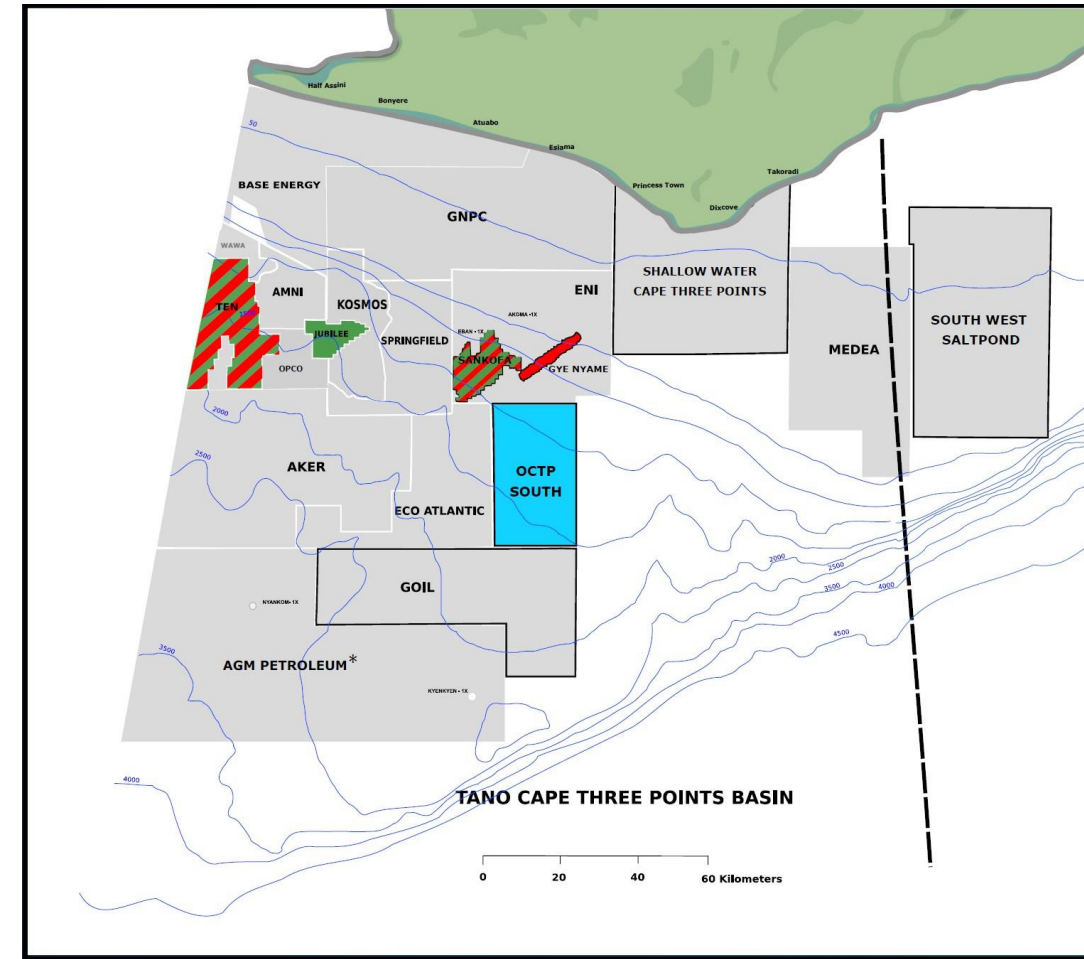 Half Assini
Bonyere
Atuabo
Esiama
Princess Town
Dixcove
Takoradi
50
BASE ENERGY
GNPC
WAWA
TEN
AMNI
KOSMOS
JUBILEE
OPCO
SPRINGFIELD
ENI
AKOMA -1X
EBAN - 1X
SANKOFA
GYE NYAME
SHALLOW WATER
CAPE THREE POINTS
MEDEA
SOUTH WEST
SALTPOND
2000
2500
AKER
ECO ATLANTIC
OCTP
SOUTH
GOIL
NYANKOM-1X
AGM PETROLEUM*
KYENKYEN - 1X
3500
4000
2000
2500
3500
4000
4500
TANO CAPE THREE POINTS BASIN
0 20 40 60 Kilometers